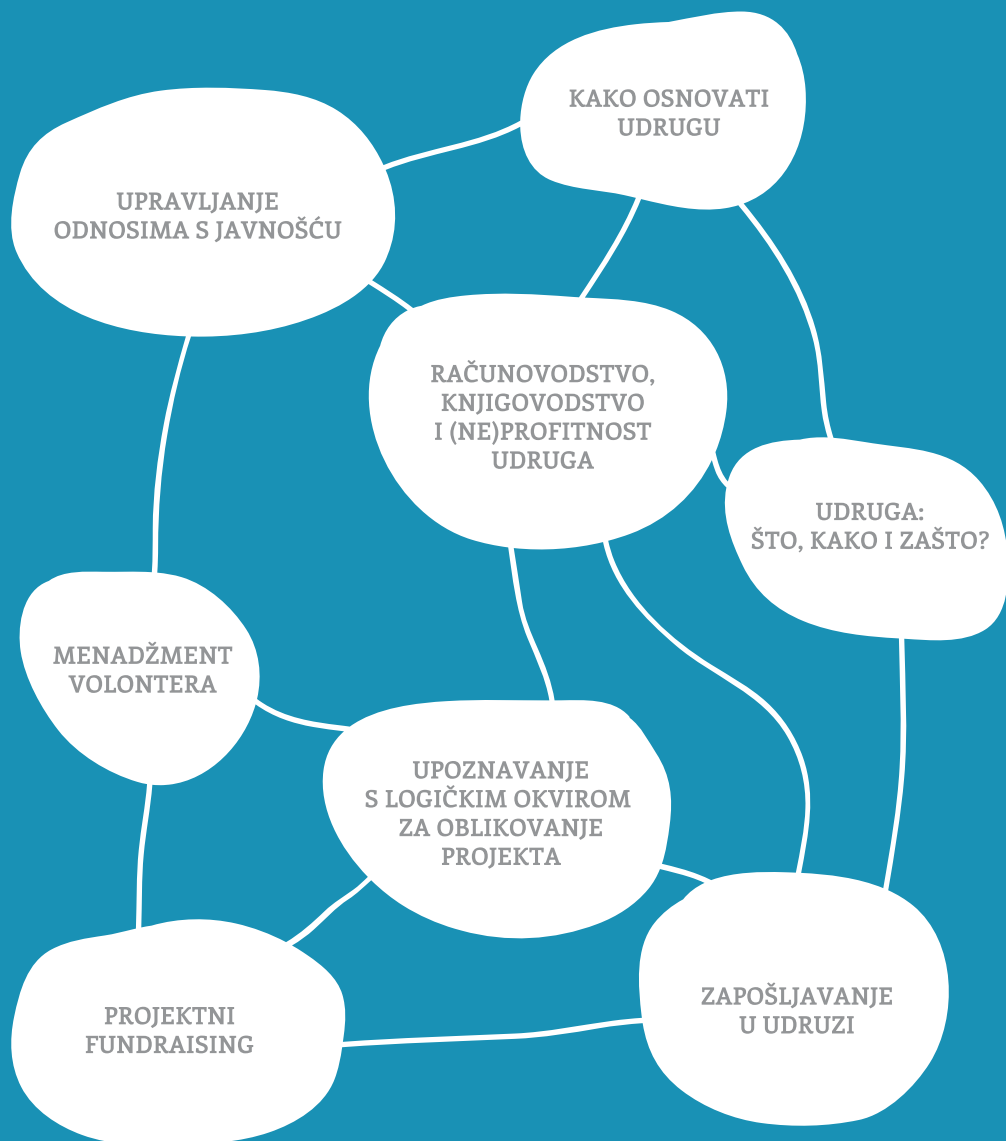 KAKO OSNOVATI
UDRUGU
UPRAVLJANJE
ODNOSIMA S JAVNOŠĆU
RAČUNOVODSTVO,
KNJIGOVODSTVO
I (NE)PROFITNOST
UDRUGA
UDRUGA:
ŠTO, KAKO I ZAŠTO?
MENADŽMENT
VOLONTERA
UPOZNAVANJE
S LOGIČKIM OKVIROM
ZA OBLIKOVANJE
PROJEKTA
ZAPOŠLJAVANJE
U UDRUZI
PROJEKTNI
FUNDRAISING